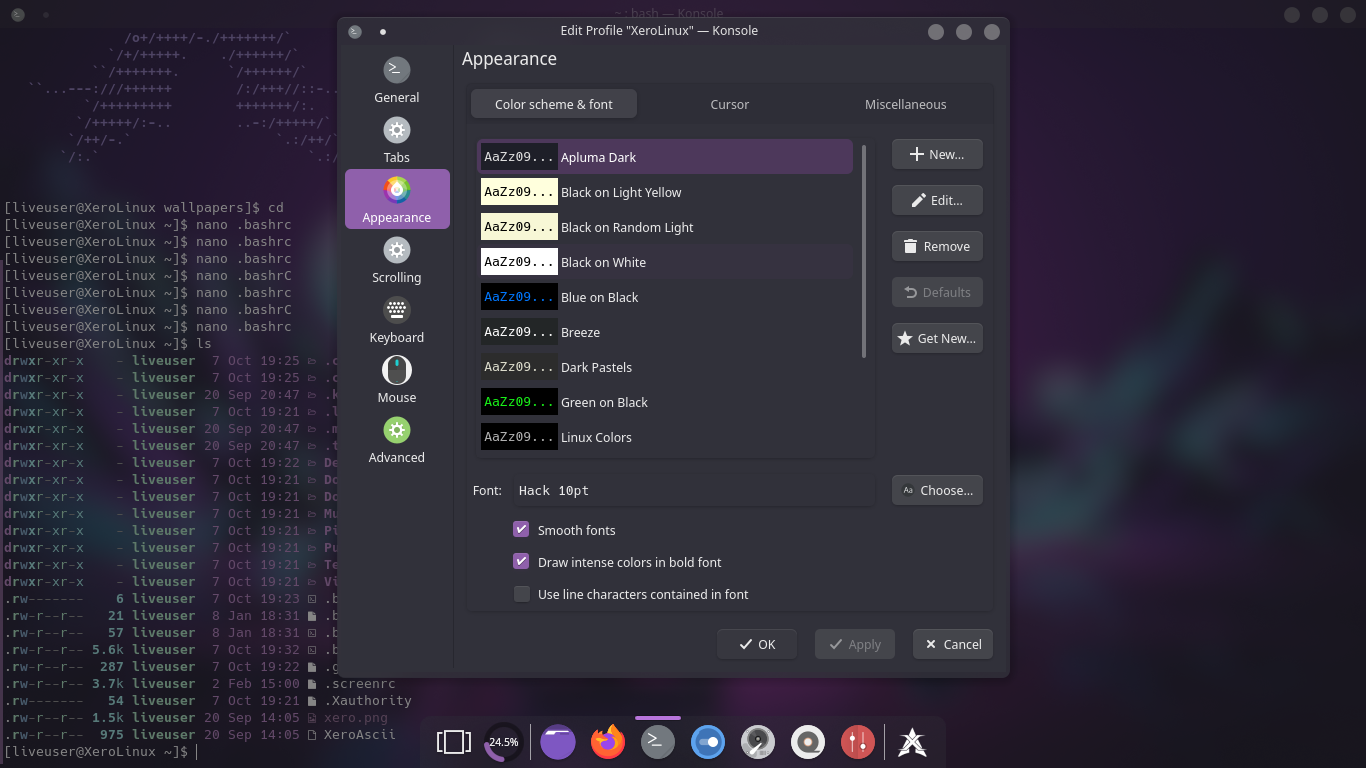 ~ : bash — Konsole
Edit Profile "XeroLinux" — Konsole
Appearance
General
Tabs
Appearance
Scrolling
Keyboard
Mouse
Advanced
Color scheme & font
Cursor
Miscellaneous
AaZz09... Apluma Dark
AaZz09... Black on Light Yellow
AaZz09... Black on Random Light
AaZz09... Black on White
AaZz09... Blue on Black
AaZz09... Breeze
AaZz09... Dark Pastels
AaZz09... Green on Black
AaZz09... Linux Colors
New...
Edit...
Remove
Defaults
Get New...
Font: Hack 10pt
Choose...
Smooth fonts
Draw intense colors in bold font
Use line characters contained in font
OK
Apply
Cancel
[liveuser@XeroLinux wallpapers]$ cd
[liveuser@XeroLinux ~]$ nano .bashrc
[liveuser@XeroLinux ~]$ nano .bashrc
[liveuser@XeroLinux ~]$ nano .bashrc
[liveuser@XeroLinux ~]$ nano .bashrC
[liveuser@XeroLinux ~]$ nano .bashrc
[liveuser@XeroLinux ~]$ nano .bashrC
[liveuser@XeroLinux ~]$ nano .bashrc
[liveuser@XeroLinux ~]$ ls
drwxr-xr-x - liveuser 7 Oct 19:25 .c
drwxr-xr-x - liveuser 7 Oct 19:25 .c
drwxr-xr-x - liveuser 20 Sep 20:47 .k
drwxr-xr-x - liveuser 7 Oct 19:21 .l
drwxr-xr-x - liveuser 20 Sep 20:47 .m
drwxr-xr-x - liveuser 20 Sep 20:47 .t
drwxr-xr-x - liveuser 7 Oct 19:22 De
drwxr-xr-x - liveuser 7 Oct 19:21 Do
drwxr-xr-x - liveuser 7 Oct 19:21 Do
drwxr-xr-x - liveuser 7 Oct 19:21 Mu
drwxr-xr-x - liveuser 7 Oct 19:21 Pi
drwxr-xr-x - liveuser 7 Oct 19:21 Pu
drwxr-xr-x - liveuser 7 Oct 19:21 Te
drwxr-xr-x - liveuser 7 Oct 19:21 Vi
.rw------- 6 liveuser 7 Oct 19:23 .b
.rw-r--r-- 21 liveuser 8 Jan 18:31 .b
.rw-r--r-- 57 liveuser 8 Jan 18:31 .b
.rw-r--r-- 5.6k liveuser 7 Oct 19:32 .b
.rw-r--r-- 287 liveuser 7 Oct 19:22 .g
.rw-r--r-- 3.7k liveuser 2 Feb 15:00 .screenrc
.rw------- 54 liveuser 7 Oct 19:21 .Xauthority
.rw-r--r-- 1.5k liveuser 20 Sep 14:05 xero.png
.rw-r--r-- 975 liveuser 20 Sep 14:05 XeroAscii
[liveuser@XeroLinux ~]$
24.5%